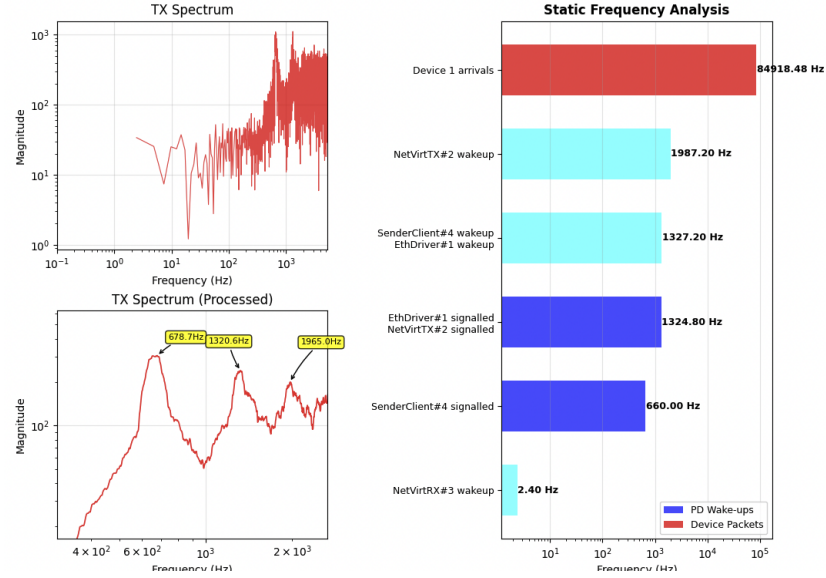 TX Spectrum
10³
10²
10¹
10⁰
Magnitude
10⁻¹ 10⁰ 10¹ 10² 10³
Frequency (Hz)
TX Spectrum (Processed)
678.7Hz 1320.6Hz 1965.0Hz
10²
Magnitude
4 × 10² 6 × 10² 10³ 2 × 10³
Frequency (Hz)
Static Frequency Analysis
Device 1 arrivals 84918.48 Hz
NetVirtTX#2 wakeup 1987.20 Hz
SenderClient#4 wakeup
EthDriver#1 wakeup 1327.20 Hz
EthDriver#1 signalled
NetVirtTX#2 signalled 1324.80 Hz
SenderClient#4 signalled 660.00 Hz
NetVirtRX#3 wakeup 2.40 Hz
PD Wake-ups
Device Packets
10¹ 10² 10³ 10⁴ 10⁵
Frequency (Hz)